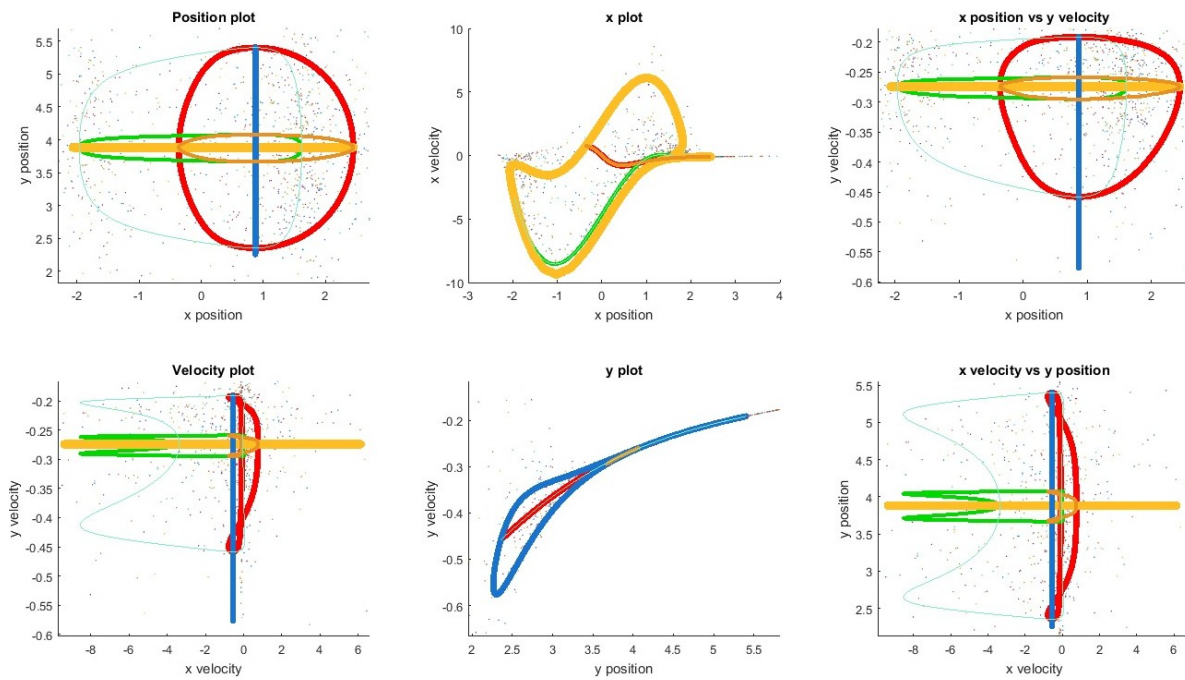 Position plot
5.5
5
4.5
4
3.5
3
2.5
2
-2 -1 0 1 2
y position
x position
x plot
10
5
0
-5
-10
-3 -2 -1 0 1 2 3 4
x velocity
x position
x position vs y velocity
-0.2
-0.25
-0.3
-0.35
-0.4
-0.45
-0.5
-0.55
-0.6
-2 -1 0 1 2
y velocity
x position
Velocity plot
-0.2
-0.25
-0.3
-0.35
-0.4
-0.45
-0.5
-0.55
-0.6
-8 -6 -4 -2 0 2 4 6
y velocity
x velocity
y plot
-0.2
-0.3
-0.4
-0.5
-0.6
2 2.5 3 3.5 4 4.5 5 5.5
y velocity
y position
x velocity vs y position
5.5
5
4.5
4
3.5
3
2.5
-8 -6 -4 -2 0 2 4 6
y position
x velocity